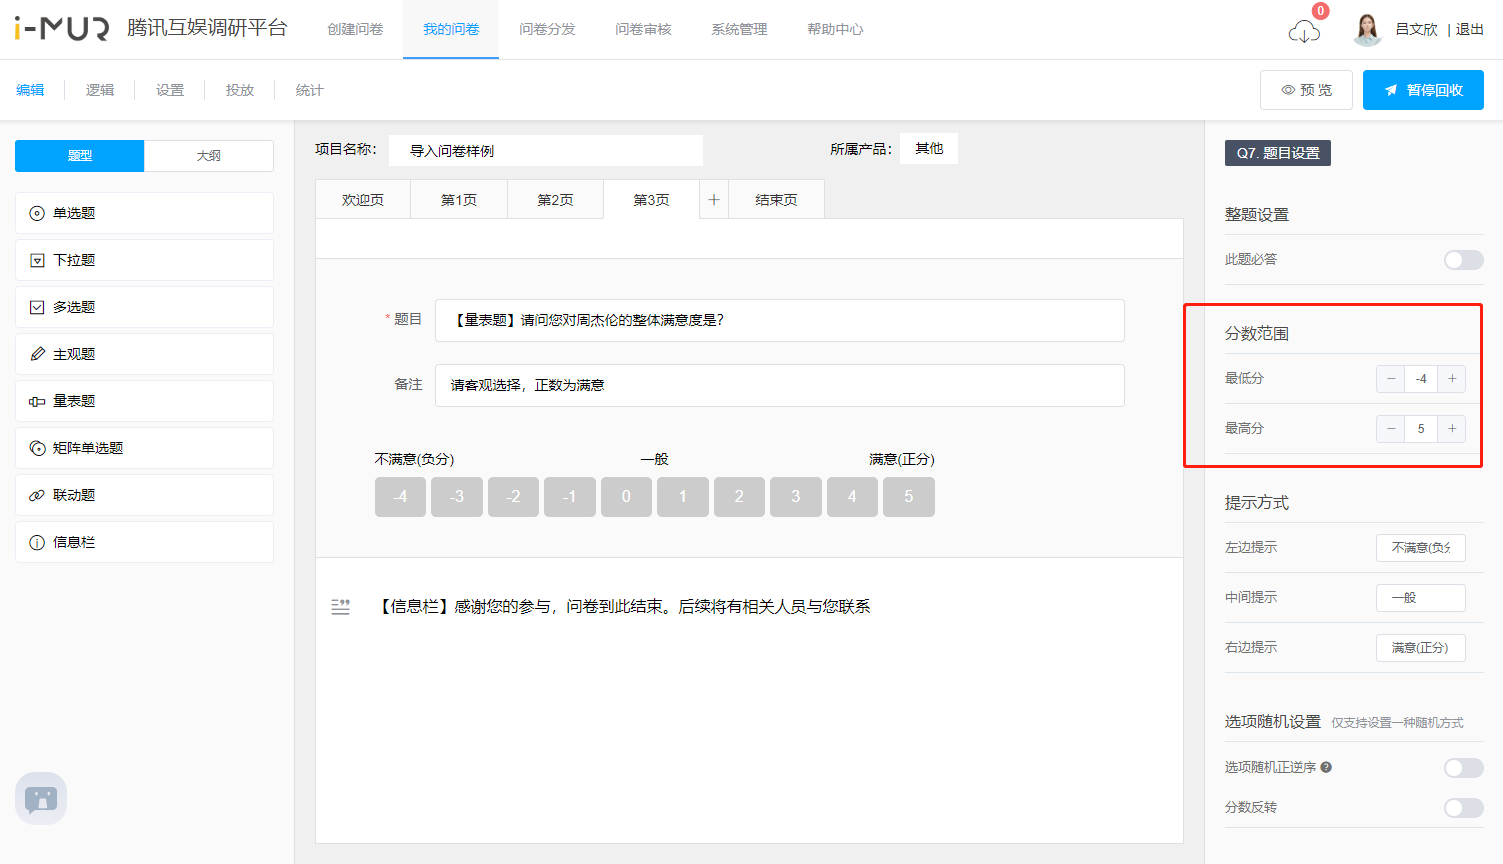 i-MUR 腾讯互娱调研平台 创建问卷 我的问卷 问卷分发 问卷审核 系统管理 帮助中心 0 吕文欣 | 退出
编辑 逻辑 设置 投放 统计 预 览 暂停回收
题型 大纲
单选题
下拉题
多选题
主观题
量表题
矩阵单选题
联动题
信息栏
项目名称： 导入问卷样例 所属产品： 其他
欢迎页 第1页 第2页 第3页 + 结束页
* 题目 【量表题】请问您对周杰伦的整体满意度是?
备注 请客观选择，正数为满意
不满意(负分) 一般 满意(正分)
-4 -3 -2 -1 0 1 2 3 4 5
【信息栏】感谢您的参与，问卷到此结束。后续将有相关人员与您联系
Q7. 题目设置
整题设置
此题必答
分数范围
最低分 － -4 +
最高分 － 5 +
提示方式
左边提示 不满意(负分
中间提示 一般
右边提示 满意(正分)
选项随机设置 仅支持设置一种随机方式
选项随机正逆序 ?
分数反转